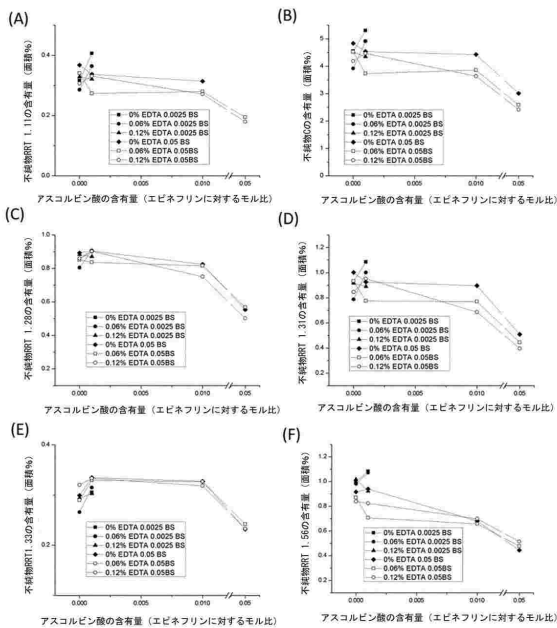 (A)
不純物RRT 1.11の含有量（面積%）
0.4
0.2
0.0
0% EDTA 0.0025 BS
0.06% EDTA 0.0025 BS
0.12% EDTA 0.0025 BS
0% EDTA 0.05 BS
0.06% EDTA 0.05BS
0.12% EDTA 0.05BS
0.000
0.005
0.010
0.05
アスコルビン酸の含有量（エピネフリンに対するモル比）
(B)
不純物Cの含有量（面積%）
5
4
3
2
1
0
0% EDTA 0.0025 BS
0.06% EDTA 0.0025 BS
0.12% EDTA 0.0025 BS
0% EDTA 0.05 BS
0.06% EDTA 0.05BS
0.12% EDTA 0.05BS
0.000
0.005
0.010
0.05
アスコルビン酸の含有量（エピネフリンに対するモル比）
(C)
不純物RRT 1.28の含有量（面積%）
0.8
0.6
0.4
0.2
0% EDTA 0.0025 BS
0.06% EDTA 0.0025 BS
0.12% EDTA 0.0025 BS
0% EDTA 0.05 BS
0.06% EDTA 0.05BS
0.12% EDTA 0.05BS
0.000
0.005
0.010
0.05
アスコルビン酸の含有量（エピネフリンに対するモル比）
(D)
不純物RRT 1.31の含有量（面積%）
1.2
1.0
0.8
0.6
0.4
0.2
0% EDTA 0.0025 BS
0.06% EDTA 0.0025 BS
0.12% EDTA 0.0025 BS
0% EDTA 0.05 BS
0.06% EDTA 0.05BS
0.12% EDTA 0.05BS
0.000
0.005
0.010
0.05
アスコルビン酸の含有量（エピネフリンに対するモル比）
(E)
不純物RRT1.33の含有量（面積%）
0.4
0.2
0% EDTA 0.0025 BS
0.06% EDTA 0.0025 BS
0.12% EDTA 0.0025 BS
0% EDTA 0.05 BS
0.06% EDTA 0.05BS
0.12% EDTA 0.05BS
0.000
0.005
0.010
0.05
アスコルビン酸の含有量（エピネフリンに対するモル比）
(F)
不純物RRT 1.56の含有量（面積%）
1.2
1.0
0.8
0.6
0.4
0.2
0% EDTA 0.0025 BS
0.06% EDTA 0.0025 BS
0.12% EDTA 0.0025 BS
0% EDTA 0.05 BS
0.06% EDTA 0.05BS
0.12% EDTA 0.05BS
0.000
0.005
0.010
0.05
アスコルビン酸の含有量（エピネフリンに対するモル比）